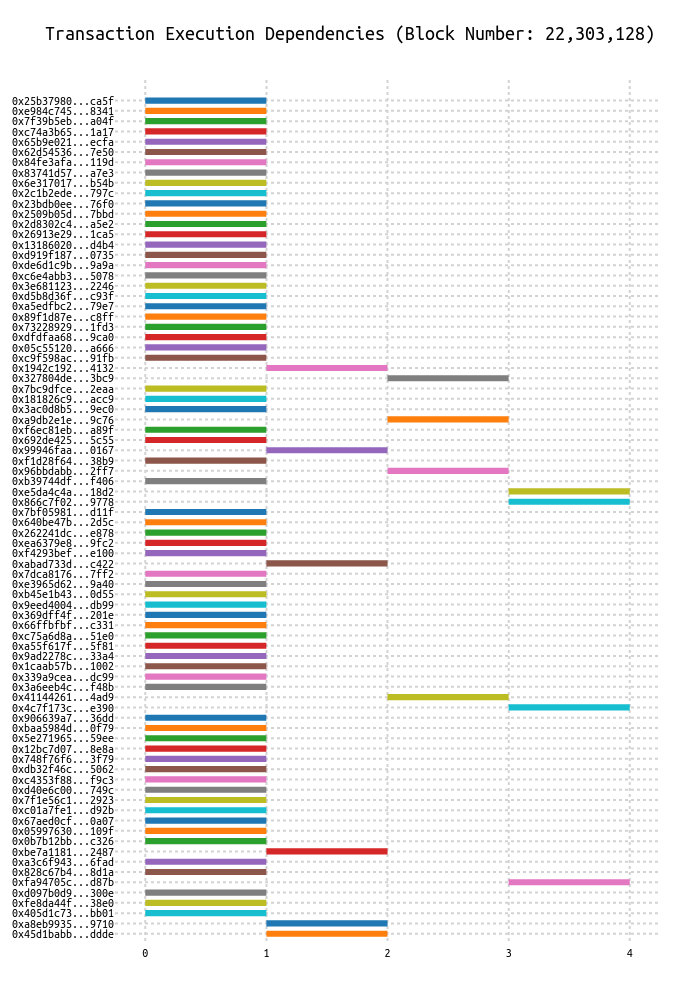 Transaction Execution Dependencies (Block Number: 22,303,128)
0x25b37980...ca5f
0xe984c745...8341
0x7f39b5eb...a04f
0xc74a3b65...1a17
0x65b9e021...ecfa
0x62d54536...7e50
0x84fe3afa...119d
0x83741d57...a7e3
0x6e317017...b54b
0x2c1b2ede...797c
0x23bdb0ee...76f0
0x2509b05d...7bbd
0x2d8302c4...a5e2
0x26913e29...1ca5
0x13186020...d4b4
0xd919f187...0735
0xde6d1c9b...9a9a
0xc6e4abb3...5078
0x3e681123...2246
0xd5b8d36f...c93f
0xa5edfbc2...79e7
0x89f1d87e...c8ff
0x73228929...1fd3
0xdfdfaa68...9ca0
0x05c55120...a666
0xc9f598ac...91fb
0x1942c192...4132
0x327804de...3bc9
0x7bc9dfce...2eaa
0x181826c9...acc9
0x3ac0d8b5...9ec0
0xa9db2e1e...9c76
0xf6ec81eb...a89f
0x692de425...5c55
0x99946faa...0167
0xf1d28f64...38b9
0x96bbdabb...2ff7
0xb39744df...f406
0xe5da4c4a...18d2
0x866c7f02...9778
0x7bf05981...d11f
0x640be47b...2d5c
0x262241dc...e878
0xea6379e8...9fc2
0xf4293bef...e100
0xabad733d...c422
0x7dca8176...7ff2
0xe3965d62...9a40
0xb45e1b43...0d55
0x9eed4004...db99
0x369dff4f...201e
0x66ffbfbf...c331
0xc75a6d8a...51e0
0xa55f617f...5f81
0x9ad2278c...33a4
0x1caab57b...1002
0x339a9cea...dc99
0x3a6eeb4c...f48b
0x41144261...4ad9
0x4c7f173c...e390
0x906639a7...36dd
0xbaa5984d...0f79
0x5e271965...59ee
0x12bc7d07...8e8a
0x748f76f6...3f79
0xdb32f46c...5062
0xc4353f88...f9c3
0xd40e6c00...749c
0x7f1e56c1...2923
0xc01a7fe1...d92b
0x67aed0cf...0a07
0x05997630...109f
0x0b7b12bb...c326
0xbe7a1181...2487
0xa3c6f943...6fad
0x828c67b4...8d1a
0xfa94705c...d87b
0xd097b0d9...300e
0xfe8da44f...38e0
0x405d1c73...bb01
0xa8eb9935...9710
0x45d1babb...ddde
0 1 2 3 4